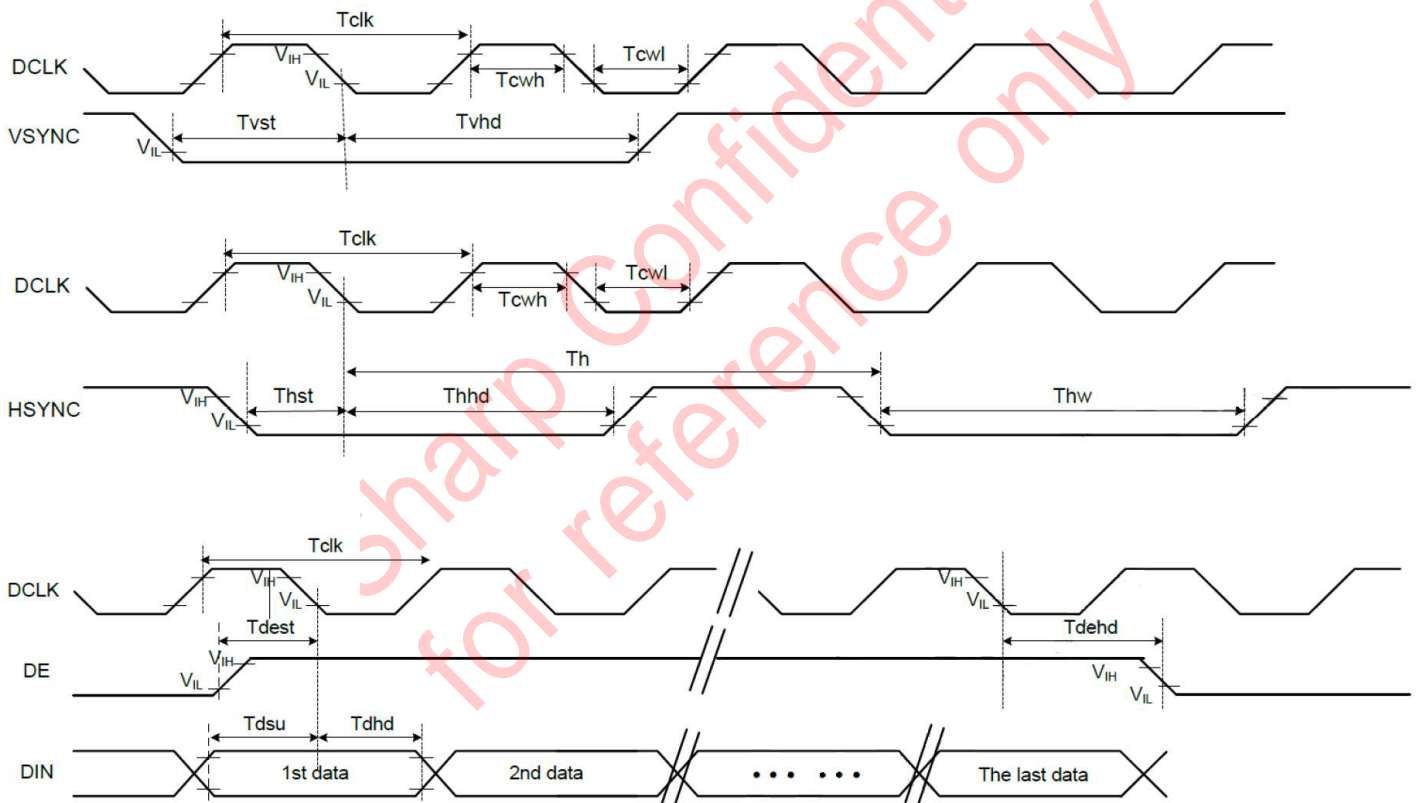 Tclk
DCLK
VIH
VIL
Tcwh
Tcwl
VSYNC
VIL
Tvst
Tvhd
Tclk
DCLK
VIH
VIL
Tcwh
Tcwl
Th
HSYNC
VIH
VIL
Thst
Thhd
Thw
Tclk
DCLK
VIH
VIL
VIH
VIL
Tdest
Tdehd
DE
VIH
VIL
VIH
VIL
Tdsu
Tdhd
DIN
1st data
2nd data
• • •   • • •
The last data
Sharp Confident
for reference only